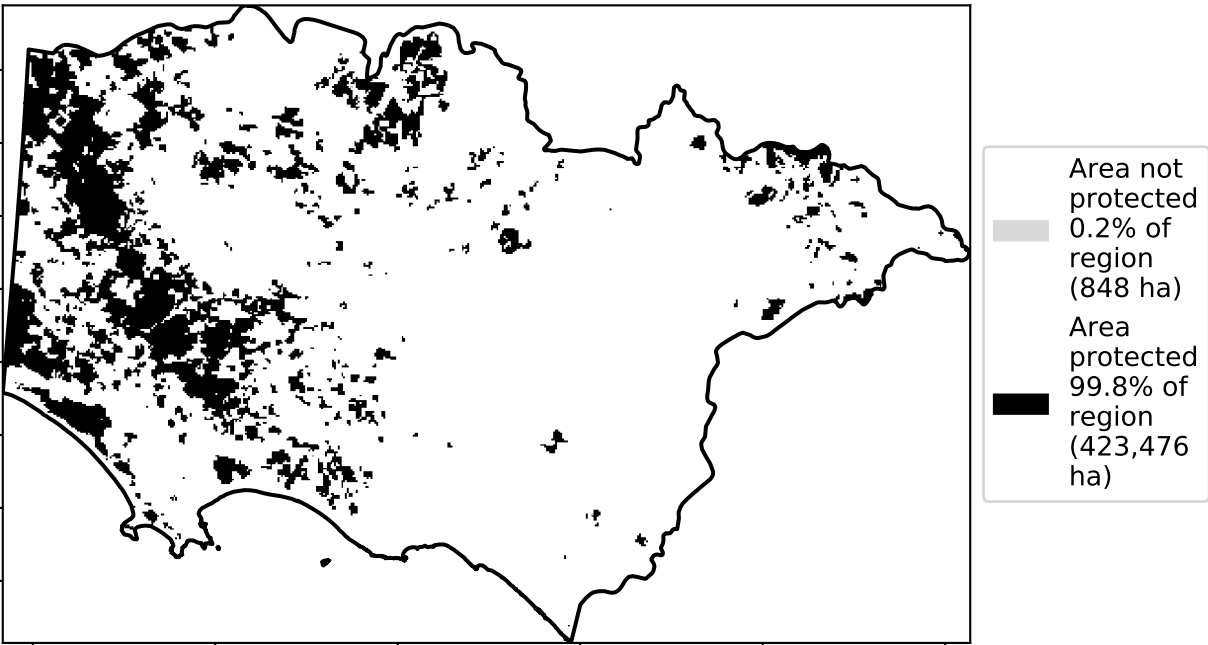 Area not
protected
0.2% of
region
(848 ha)
Area
protected
99.8% of
region
(423,476
ha)